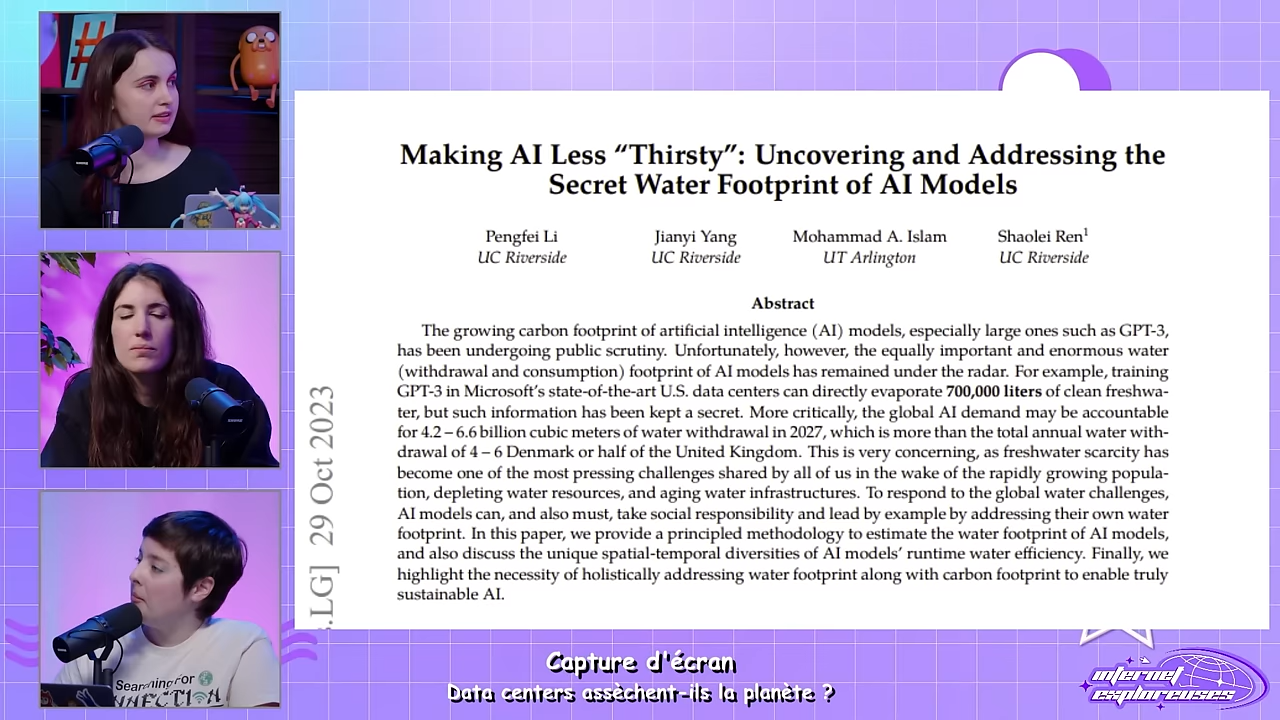 Making AI Less “Thirsty”: Uncovering and Addressing the
Secret Water Footprint of AI Models
Pengfei Li
UC Riverside
Jianyi Yang
UC Riverside
Mohammad A. Islam
UT Arlington
Shaolei Ren1
UC Riverside
Abstract
The growing carbon footprint of artificial intelligence (AI) models, especially large ones such as GPT-3,
has been undergoing public scrutiny. Unfortunately, however, the equally important and enormous water
(withdrawal and consumption) footprint of AI models has remained under the radar. For example, training
GPT-3 in Microsoft’s state-of-the-art U.S. data centers can directly evaporate 700,000 liters of clean freshwa-
ter, but such information has been kept a secret. More critically, the global AI demand may be accountable
for 4.2 – 6.6 billion cubic meters of water withdrawal in 2027, which is more than the total annual water with-
drawal of 4 – 6 Denmark or half of the United Kingdom. This is very concerning, as freshwater scarcity has
become one of the most pressing challenges shared by all of us in the wake of the rapidly growing popula-
tion, depleting water resources, and aging water infrastructures. To respond to the global water challenges,
AI models can, and also must, take social responsibility and lead by example by addressing their own water
footprint. In this paper, we provide a principled methodology to estimate the water footprint of AI models,
and also discuss the unique spatial-temporal diversities of AI models’ runtime water efficiency. Finally, we
highlight the necessity of holistically addressing water footprint along with carbon footprint to enable truly
sustainable AI.
.LG] 29 Oct 2023
Searching For
Capture d'écran
Data centers assèchent-ils la planète ?
internet
exploreuses